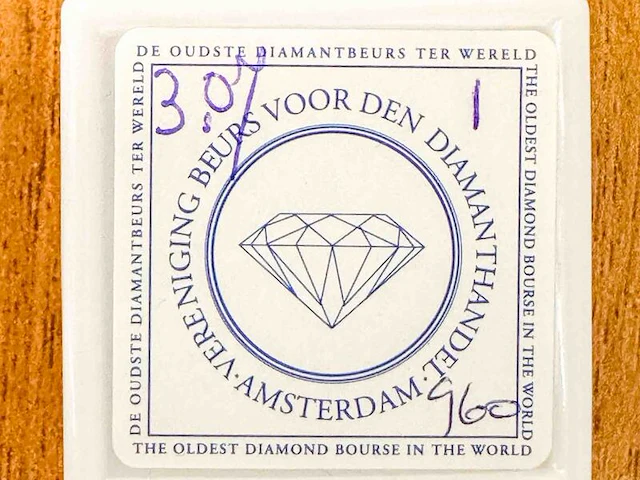 DE OUDSTE DIAMANTBEURS TER WERELD
THE OLDEST DIAMOND BOURSE IN THE WORLD
DE OUDSTE DIAMANTBEURS TER WERELD
3.0
1
VERENIGING BEURS VOOR DEN DIAMANTHANDEL
·AMSTERDAM·
960
THE OLDEST DIAMOND BOURSE IN THE WORLD